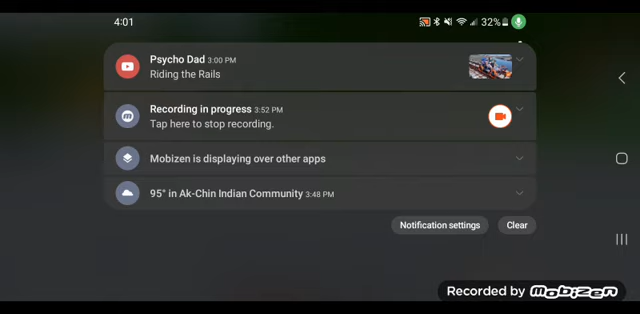 4:01
32%
Psycho Dad 3:00 PM
Riding the Rails
Recording in progress 3:52 PM
Tap here to stop recording.
Mobizen is displaying over other apps
95° in Ak-Chin Indian Community 3:48 PM
Notification settings
Clear
Recorded by Mobizen